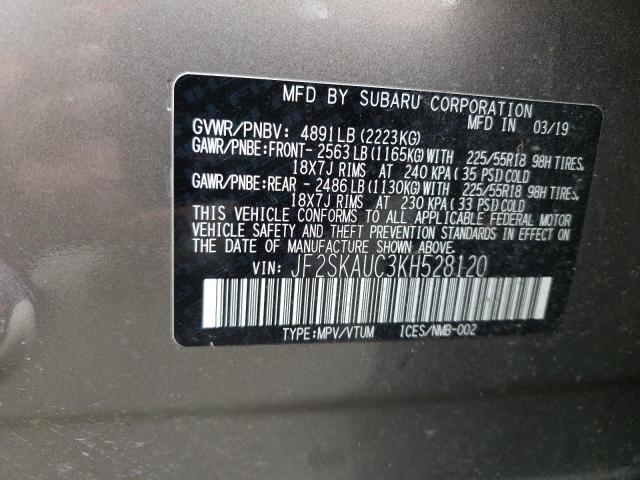 MFD BY SUBARU CORPORATION
MFD IN 03/19
GVWR/PNBV: 4891LB (2223KG)
GAWR/PNBE:FRONT- 2563LB (1165KG) WITH 225/55R18 98H TIRES,
18X7J RIMS AT 240 KPA ( 35 PSI) COLD
GAWR/PNBE:REAR - 2486LB (1130KG) WITH 225/55R18 98H TIRES,
18X7J RIMS AT 230 KPA ( 33 PSI) COLD
THIS VEHICLE CONFORMS TO ALL APPLICABLE FEDERAL MOTOR
VEHICLE SAFETY, BUMPER, AND THEFT PREVENTION STANDARDS IN EFFECT
ON THE DATE OF MANUFACTURE SHOWN ABOVE.
VIN: JF2SKAUC3KH528120
TYPE:MPV/VTUM ICES/NMB-002